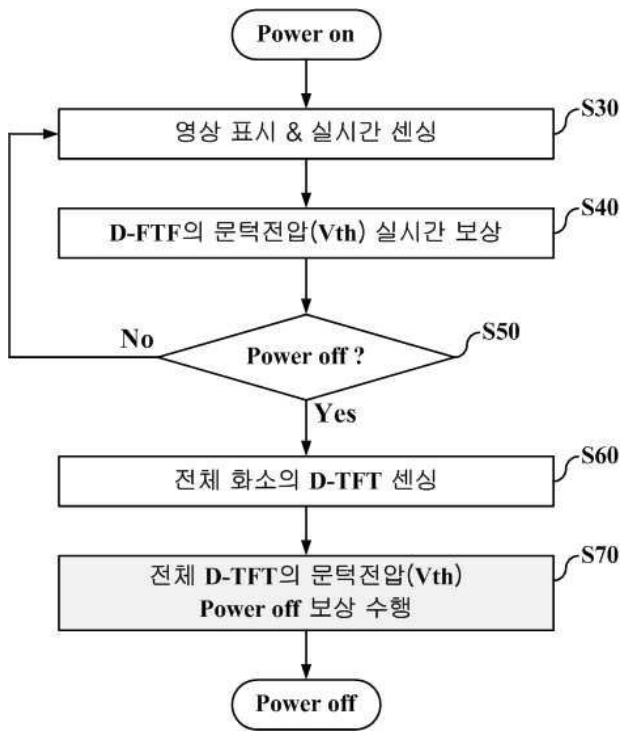 Power on
S30
영상 표시 & 실시간 센싱
S40
D-FTF의 문턱전압(Vth) 실시간 보상
No
S50
Power off ?
Yes
S60
전체 화소의 D-TFT 센싱
S70
전체 D-TFT의 문턱전압(Vth)
Power off 보상 수행
Power off